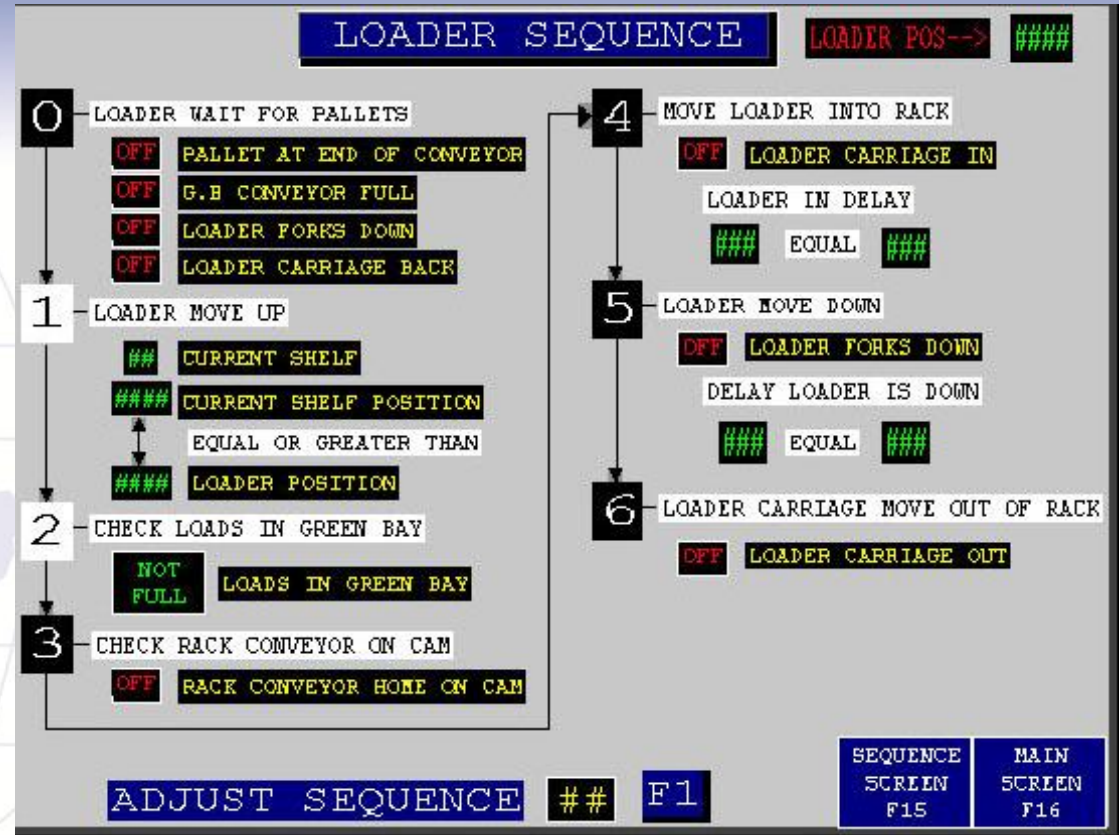 LOADER SEQUENCE
LOADER POS--> ####
0 LOADER WAIT FOR PALLETS
OFF PALLET AT END OF CONVEYOR
OFF G.B CONVEYOR FULL
OFF LOADER FORKS DOWN
OFF LOADER CARRIAGE BACK
1 LOADER MOVE UP
## CURRENT SHELF
#### CURRENT SHELF POSITION
EQUAL OR GREATER THAN
#### LOADER POSITION
2 CHECK LOADS IN GREEN BAY
NOT
FULL
LOADS IN GREEN BAY
3 CHECK RACK CONVEYOR ON CAM
OFF RACK CONVEYOR HOME ON CAM
4 MOVE LOADER INTO RACK
OFF LOADER CARRIAGE IN
LOADER IN DELAY
### EQUAL ###
5 LOADER MOVE DOWN
OFF LOADER FORKS DOWN
DELAY LOADER IS DOWN
### EQUAL ###
6 LOADER CARRIAGE MOVE OUT OF RACK
OFF LOADER CARRIAGE OUT
ADJUST SEQUENCE ## F1
SEQUENCE
SCREEN
F15
MAIN
SCREEN
F16